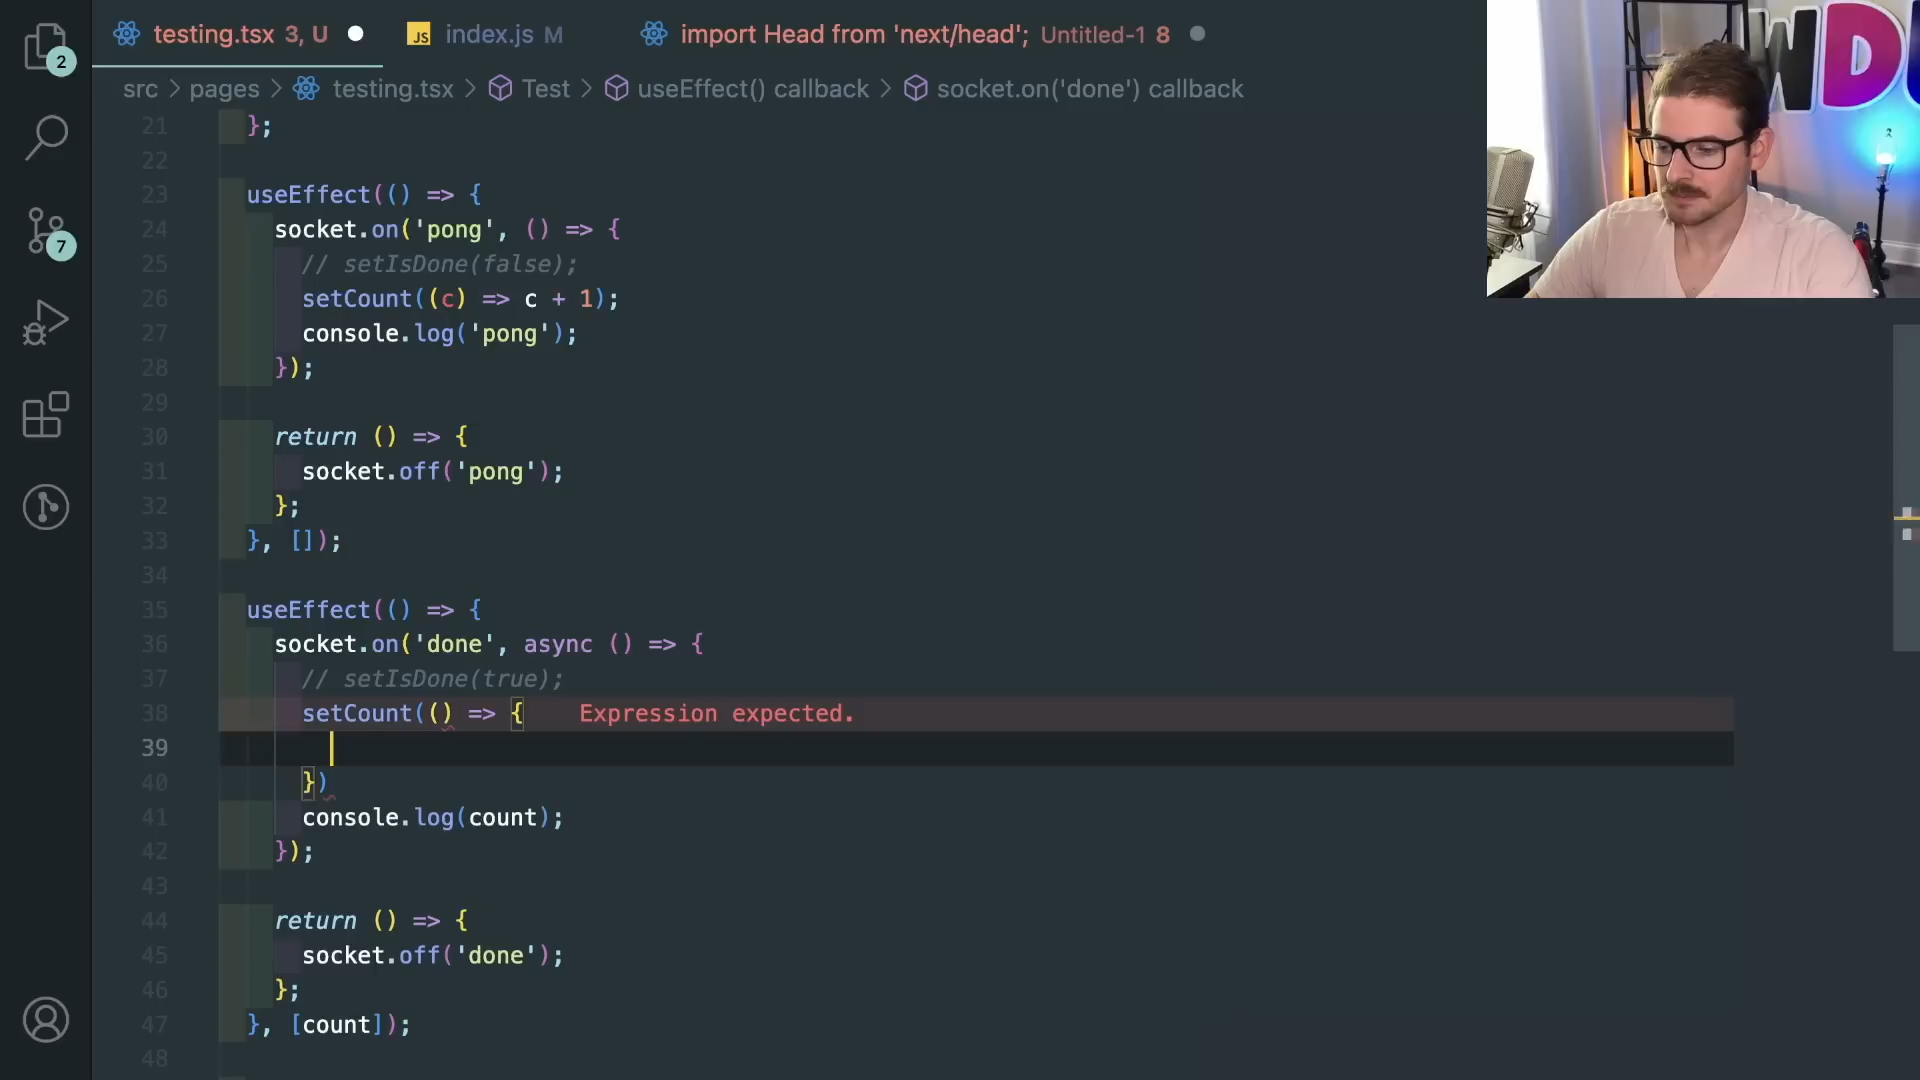 testing.tsx 3, U
JS index.js M
import Head from 'next/head'; Untitled-1 8
WD
2
src > pages > testing.tsx > Test > useEffect() callback > socket.on('done') callback
21 };
22
23 useEffect(() => {
24 socket.on('pong', () => {
25 // setIsDone(false);
26 setCount((c) => c + 1);
27 console.log('pong');
28 });
29
30 return () => {
31 socket.off('pong');
32 };
33 }, []);
34
35 useEffect(() => {
36 socket.on('done', async () => {
37 // setIsDone(true);
38 setCount(() => { Expression expected.
39
40 })
41 console.log(count);
42 });
43
44 return () => {
45 socket.off('done');
46 };
47 }, [count]);
48
7